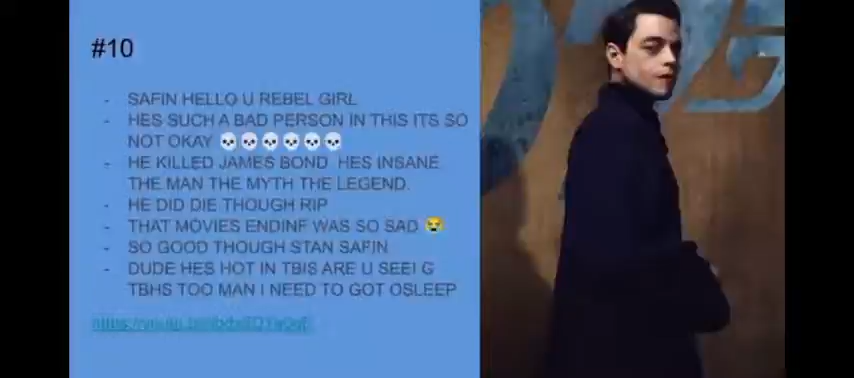 #10
- SAFIN HELLO U REBEL GIRL
- HES SUCH A BAD PERSON IN THIS ITS SO
NOT OKAY 💀💀💀💀💀💀
- HE KILLED JAMES BOND HES INSANE.
THE MAN THE MYTH THE LEGEND.
- HE DID DIE THOUGH RIP
- THAT MOVIES ENDINF WAS SO SAD 😭
- SO GOOD THOUGH STAN SAFIN
- DUDE HES HOT IN TBIS ARE U SEEI G
TBHS TOO MAN I NEED TO GOT OSLEEP